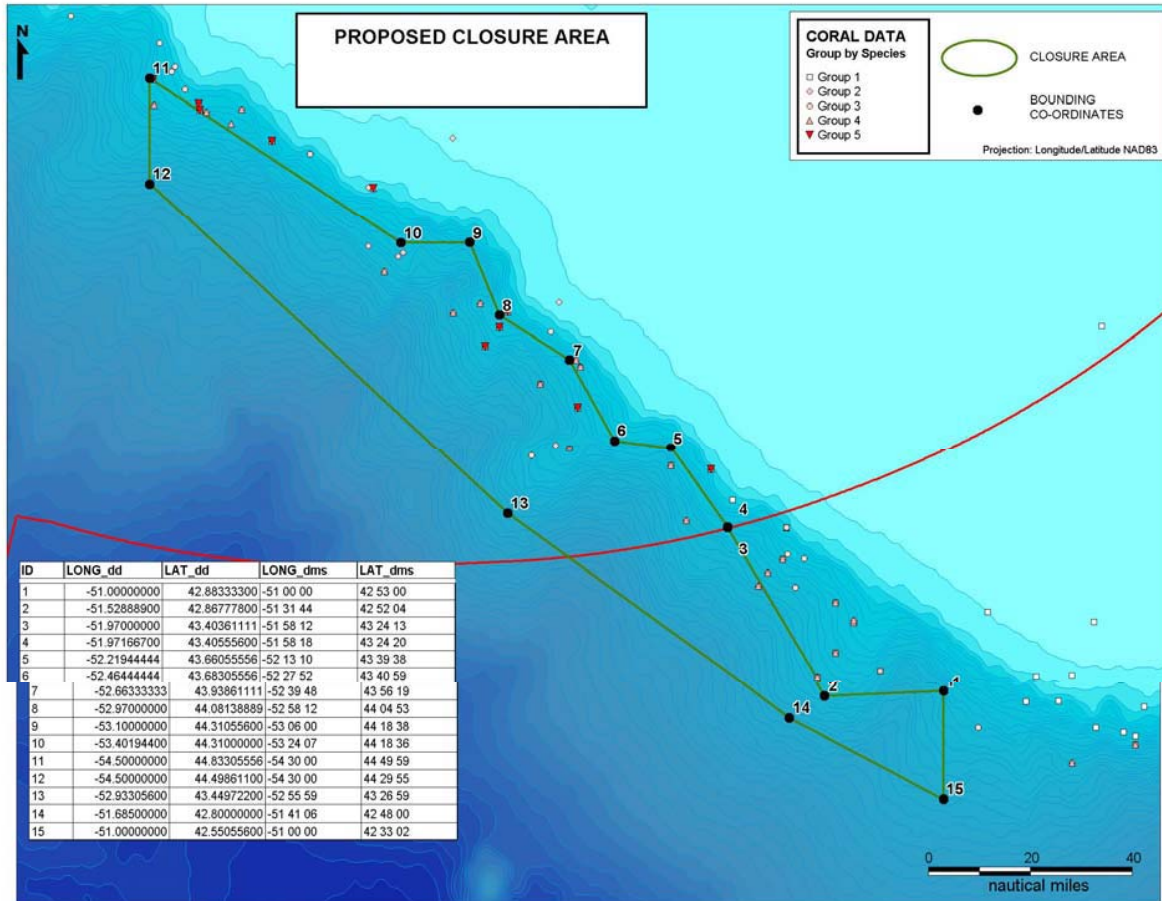 N
PROPOSED CLOSURE AREA
CORAL DATA
Group by Species
Group 1
Group 2
Group 3
Group 4
Group 5
CLOSURE AREA
BOUNDING
CO-ORDINATES
Projection: Longitude/Latitude NAD83
11
12
10
9
8
7
6
5
13
4
3
2
1
14
15
ID LONG_dd LAT_dd LONG_dms LAT_dms
1 -51.00000000 42.88333300 -51 00 00 42 53 00
2 -51.52888900 42.86777800 -51 31 44 42 52 04
3 -51.97000000 43.40361111 -51 58 12 43 24 13
4 -51.97166700 43.40555600 -51 58 18 43 24 20
5 -52.21944444 43.66055556 -52 13 10 43 39 38
6 -52.46444444 43.68305556 -52 27 52 43 40 59
7 -52.66333333 43.93861111 -52 39 48 43 56 19
8 -52.97000000 44.08138889 -52 58 12 44 04 53
9 -53.10000000 44.31055600 -53 06 00 44 18 38
10 -53.40194400 44.31000000 -53 24 07 44 18 36
11 -54.50000000 44.83305556 -54 30 00 44 49 59
12 -54.50000000 44.49861100 -54 30 00 44 29 55
13 -52.93305600 43.44972200 -52 55 59 43 26 59
14 -51.68500000 42.80000000 -51 41 06 42 48 00
15 -51.00000000 42.55055600 -51 00 00 42 33 02
0 20 40
nautical miles